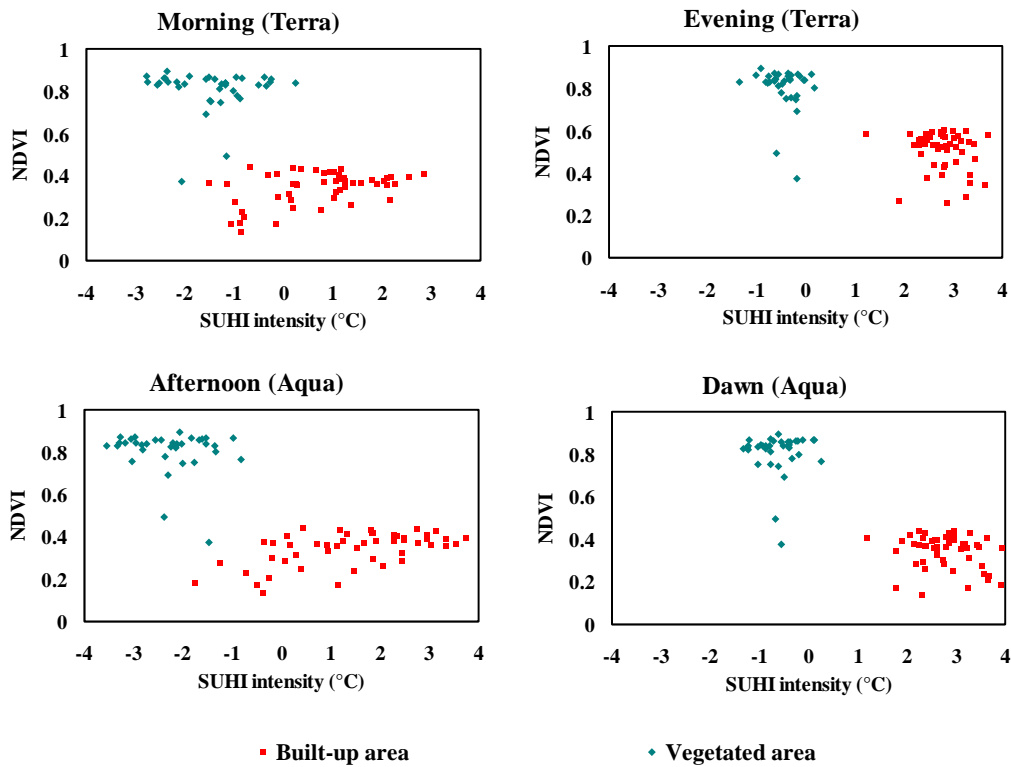 Morning (Terra)
1
0.8
0.6
0.4
0.2
0
NDVI
-4 -3 -2 -1 0 1 2 3 4
SUHI intensity (°C)
Evening (Terra)
1
0.8
0.6
0.4
0.2
0
NDVI
-4 -3 -2 -1 0 1 2 3 4
SUHI intensity (°C)
Afternoon (Aqua)
1
0.8
0.6
0.4
0.2
0
NDVI
-4 -3 -2 -1 0 1 2 3 4
SUHI intensity (°C)
Dawn (Aqua)
1
0.8
0.6
0.4
0.2
0
NDVI
-4 -3 -2 -1 0 1 2 3 4
SUHI intensity (°C)
Built-up area
Vegetated area